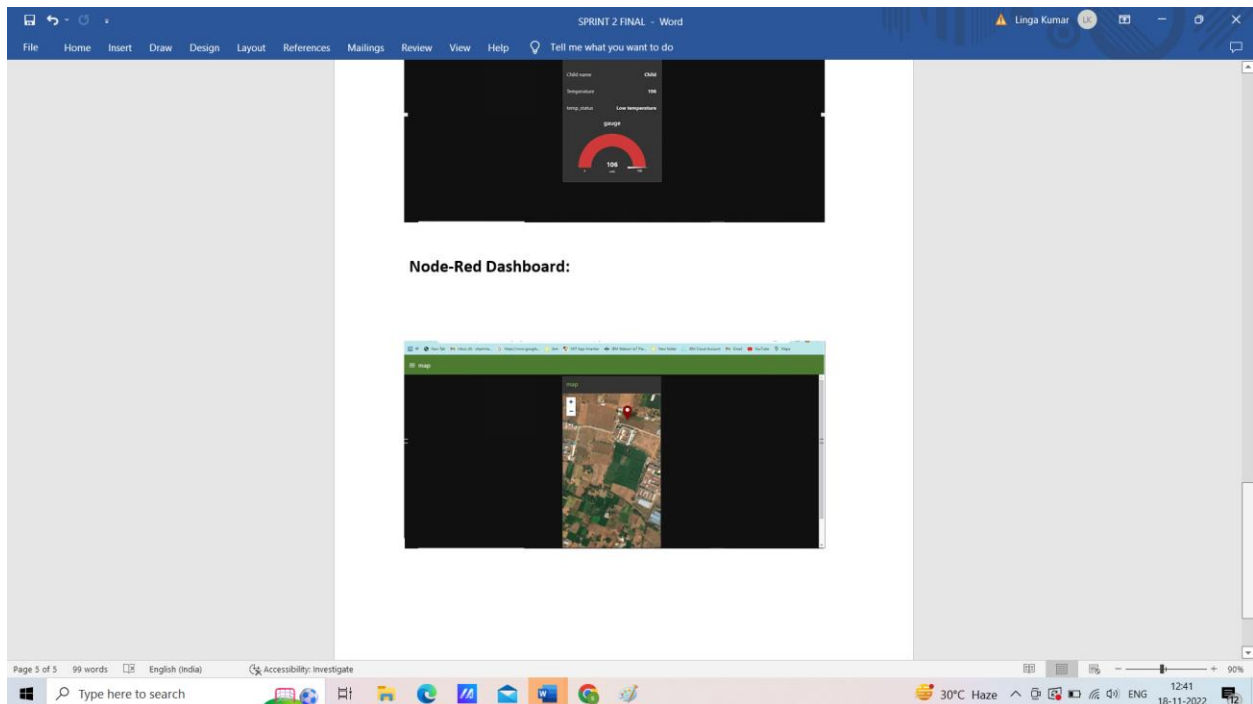 SPRINT 2 FINAL - Word
Linga Kumar LK
File Home Insert Draw Design Layout References Mailings Review View Help Tell me what you want to do
Child name Child
Temperature 106
temp_status Low temperature
gauge
106
Node-Red Dashboard:
map
map
+
-
Page 5 of 5 99 words English (India) Accessibility: Investigate 90%
Type here to search 30°C Haze ENG 12:41
18-11-2022